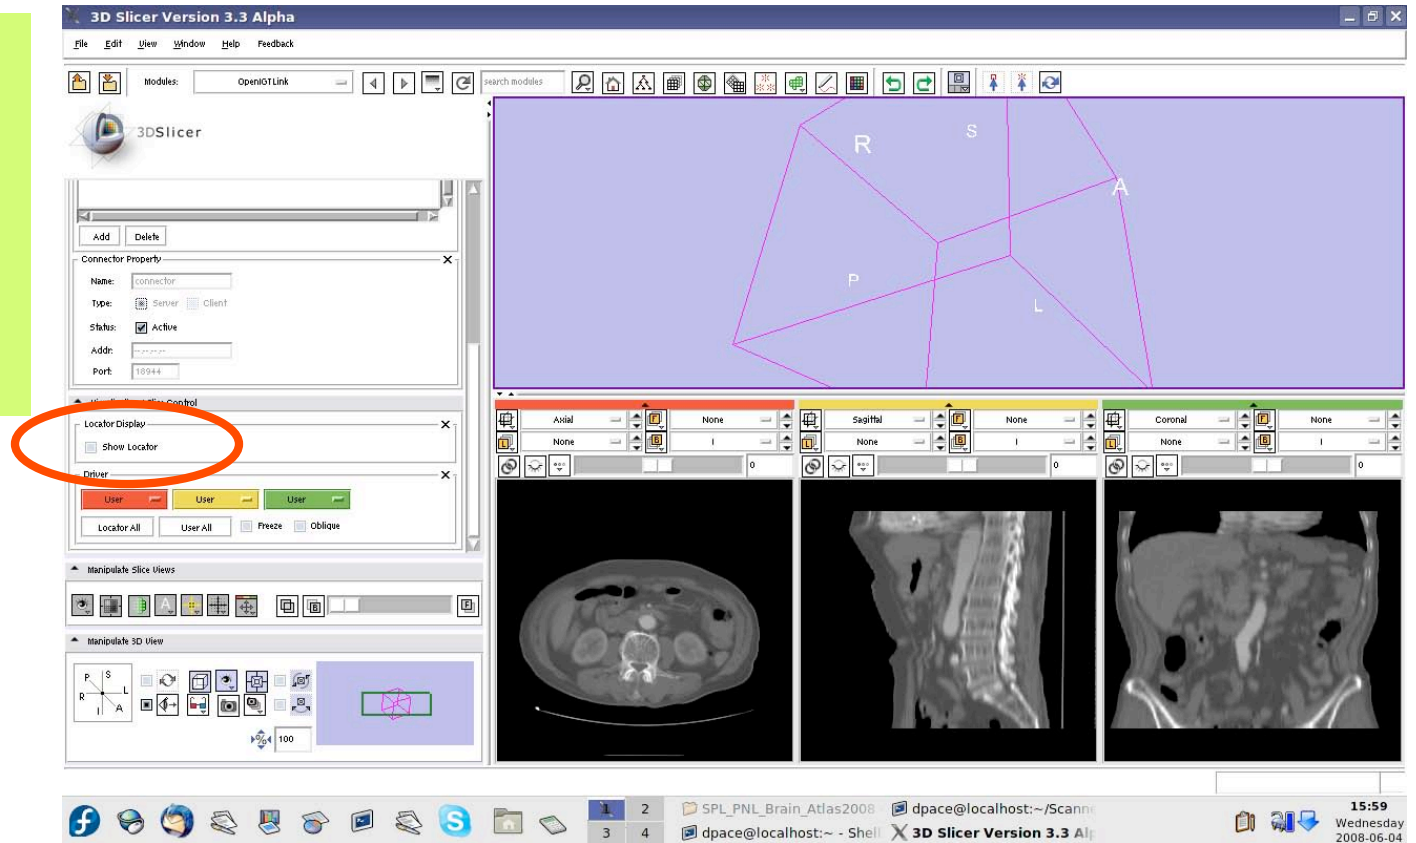 3D Slicer Version 3.3 Alpha
File Edit View Window Help Feedback
Modules: OpenIGTLink search modules
3DSlicer
R S A P L
Add Delete
Connector Property
Name: connector
Type: Server Client
Status: Active
Addr: --.--.--.--
Port: 18944
Control
Locator Display
Show Locator
Driver
User User User
Locator All User All Freeze Oblique
Manipulate Slice Views
Manipulate 3D View
P S
R L
I A
100
Axial F None
L None B I
0
Sagittal F None
L None B I
0
Coronal F None
L None B I
0
1 2
3 4
SPL_PNL_Brain_Atlas2008
dpace@localhost:~/Scann
dpace@localhost:~ - Shell
3D Slicer Version 3.3 Alp
15:59
Wednesday
2008-06-04